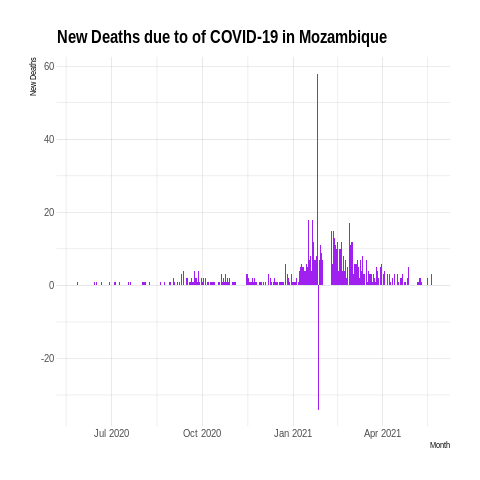 New Deaths due to of COVID-19 in Mozambique
New Deaths
60
40
20
0
-20
Jul 2020 Oct 2020 Jan 2021 Apr 2021
Month